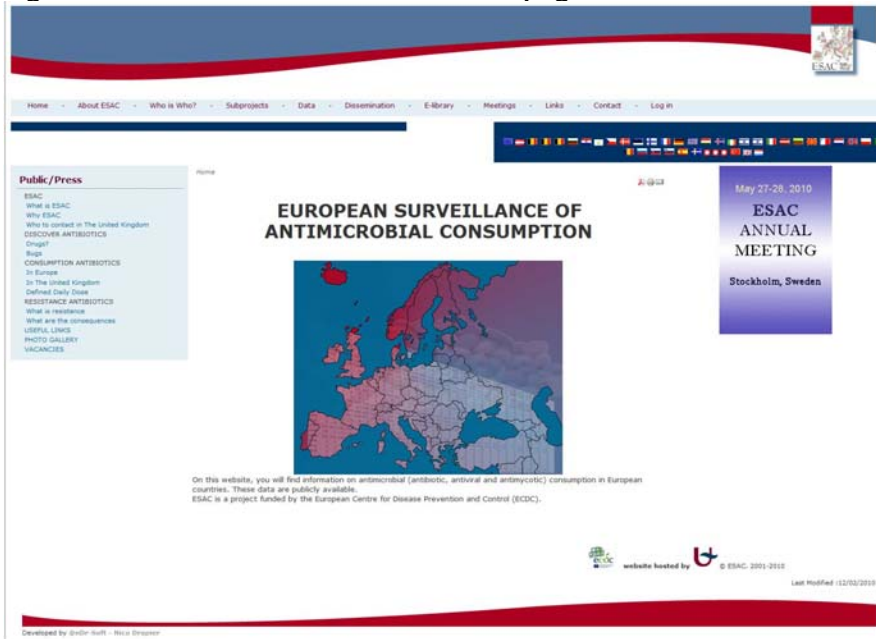 ESAC
Home - About ESAC - Who is Who? - Subprojects - Data - Dissemination - E-library - Meetings - Links - Contact - Log in
Public/Press
ESAC
What is ESAC
Why ESAC
Who to contact in The United Kingdom
DISCOVER ANTIBIOTICS
Drugs?
Bugs
CONSUMPTION ANTIBIOTICS
In Europe
In The United Kingdom
Defined Daily Dose
RESISTANCE ANTIBIOTICS
What is resistance
What are the consequences
USEFUL LINKS
PHOTO GALLERY
VACANCIES
Home
EUROPEAN SURVEILLANCE OF
ANTIMICROBIAL CONSUMPTION
On this website, you will find information on antimicrobial (antibiotic, antiviral and antimycotic) consumption in European
countries. These data are publicly available.
ESAC is a project funded by the European Centre for Disease Prevention and Control (ECDC).
May 27-28, 2010
ESAC
ANNUAL
MEETING
Stockholm, Sweden
ecdc
website hosted by
© ESAC. 2001-2010
Last Modified :12/02/2010
Developed by